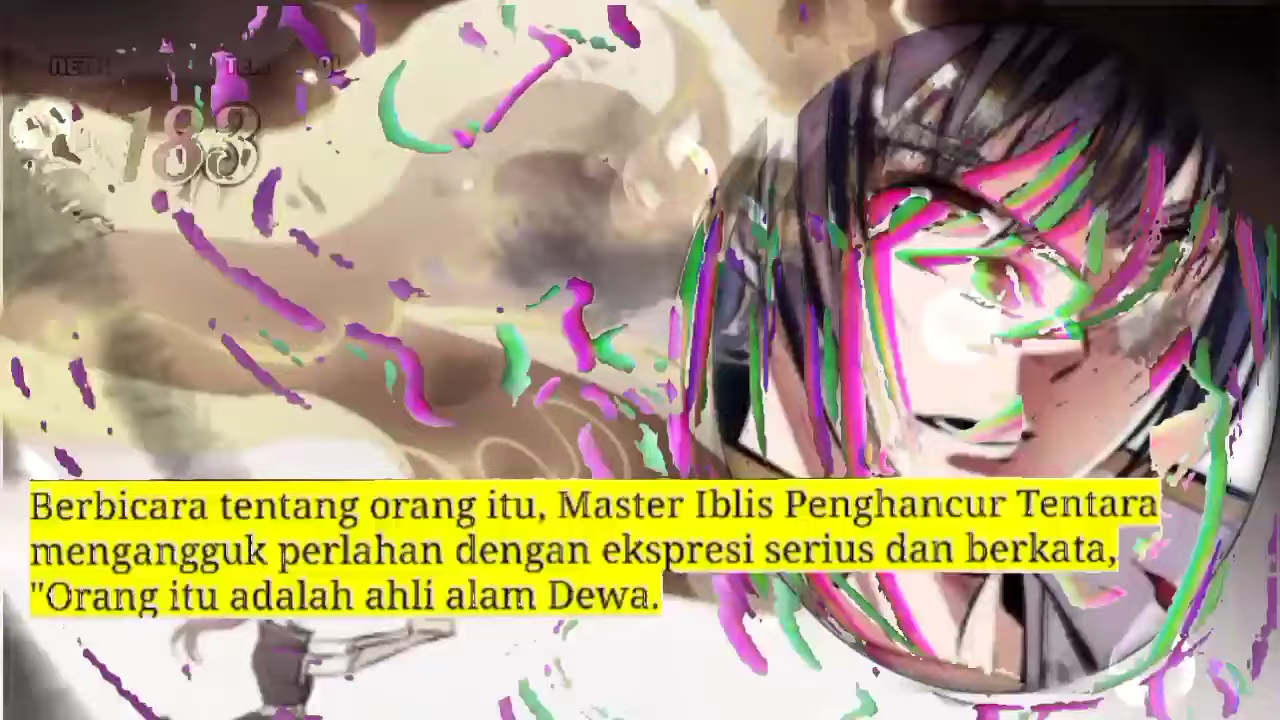 183
Berbicara tentang orang itu, Master Iblis Penghancur Tentara
mengangguk perlahan dengan ekspresi serius dan berkata,
"Orang itu adalah ahli alam Dewa.